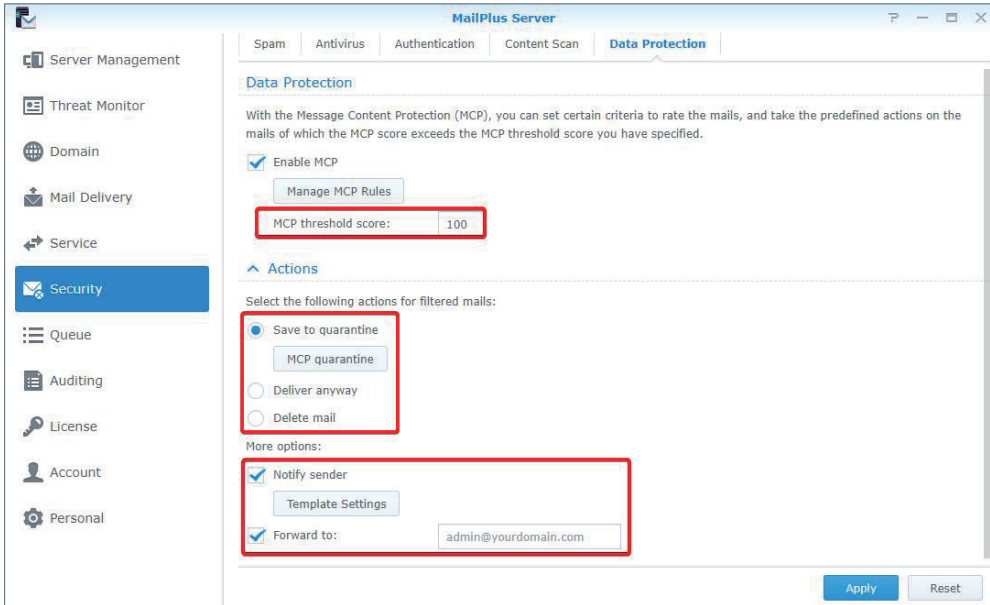 MailPlus Server
Server Management
Threat Monitor
Domain
Mail Delivery
Service
Security
Queue
Auditing
License
Account
Personal
Spam Antivirus Authentication Content Scan Data Protection
Data Protection
With the Message Content Protection (MCP), you can set certain criteria to rate the mails, and take the predefined actions on the
mails of which the MCP score exceeds the MCP threshold score you have specified.
Enable MCP
Manage MCP Rules
MCP threshold score: 100
Actions
Select the following actions for filtered mails:
Save to quarantine
MCP quarantine
Deliver anyway
Delete mail
More options:
Notify sender
Template Settings
Forward to: admin@yourdomain.com
Apply Reset